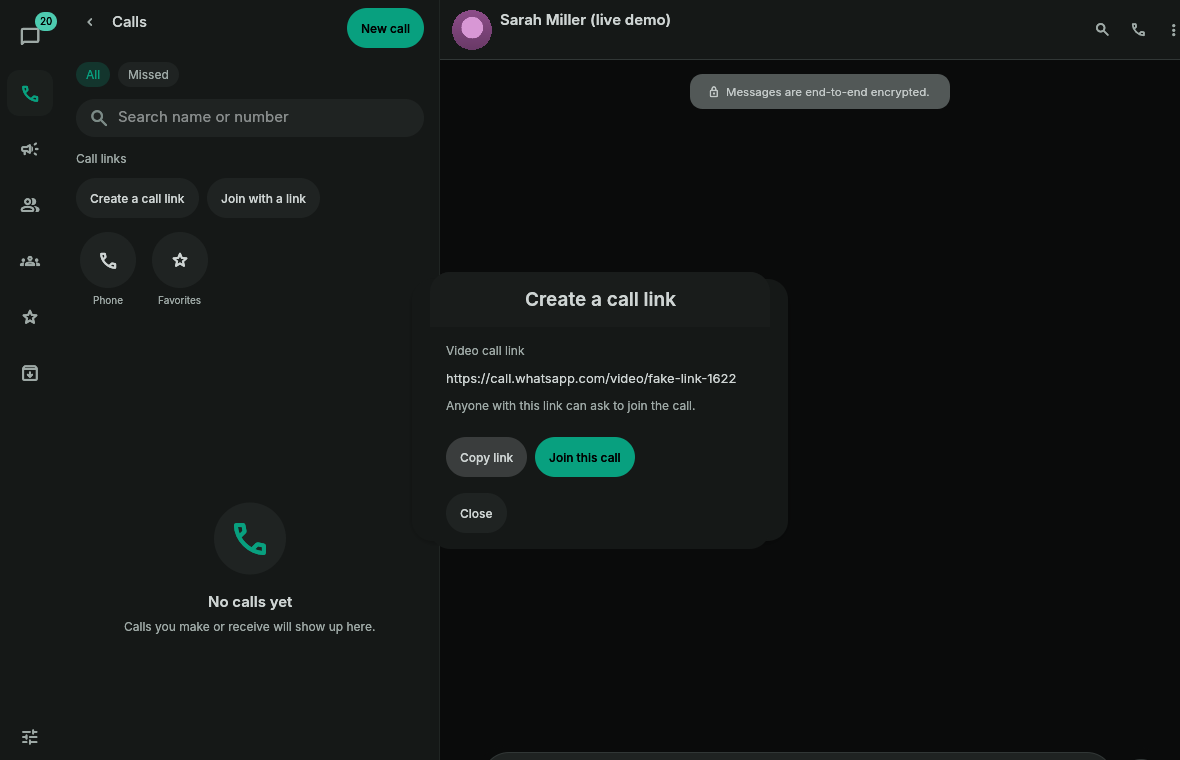 20
Calls
New call
All
Missed
Search name or number
Call links
Create a call link
Join with a link
Phone
Favorites
No calls yet
Calls you make or receive will show up here.
Sarah Miller (live demo)
Messages are end-to-end encrypted.
Create a call link
Video call link
https://call.whatsapp.com/video/fake-link-1622
Anyone with this link can ask to join the call.
Copy link
Join this call
Close